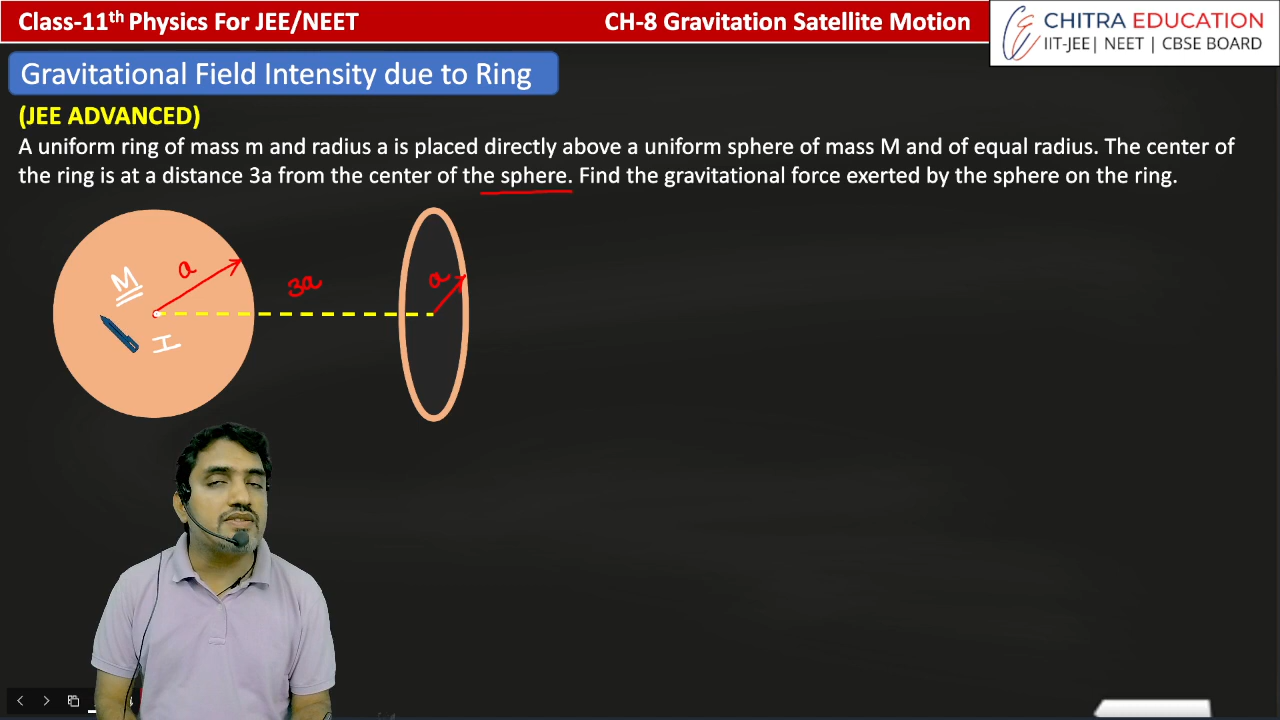 Class-11th Physics For JEE/NEET
CH-8 Gravitation Satellite Motion
CHITRA EDUCATION
IIT-JEE| NEET | CBSE BOARD
Gravitational Field Intensity due to Ring
(JEE ADVANCED)
A uniform ring of mass m and radius a is placed directly above a uniform sphere of mass M and of equal radius. The center of
the ring is at a distance 3a from the center of the sphere. Find the gravitational force exerted by the sphere on the ring.
M
a
3a
a